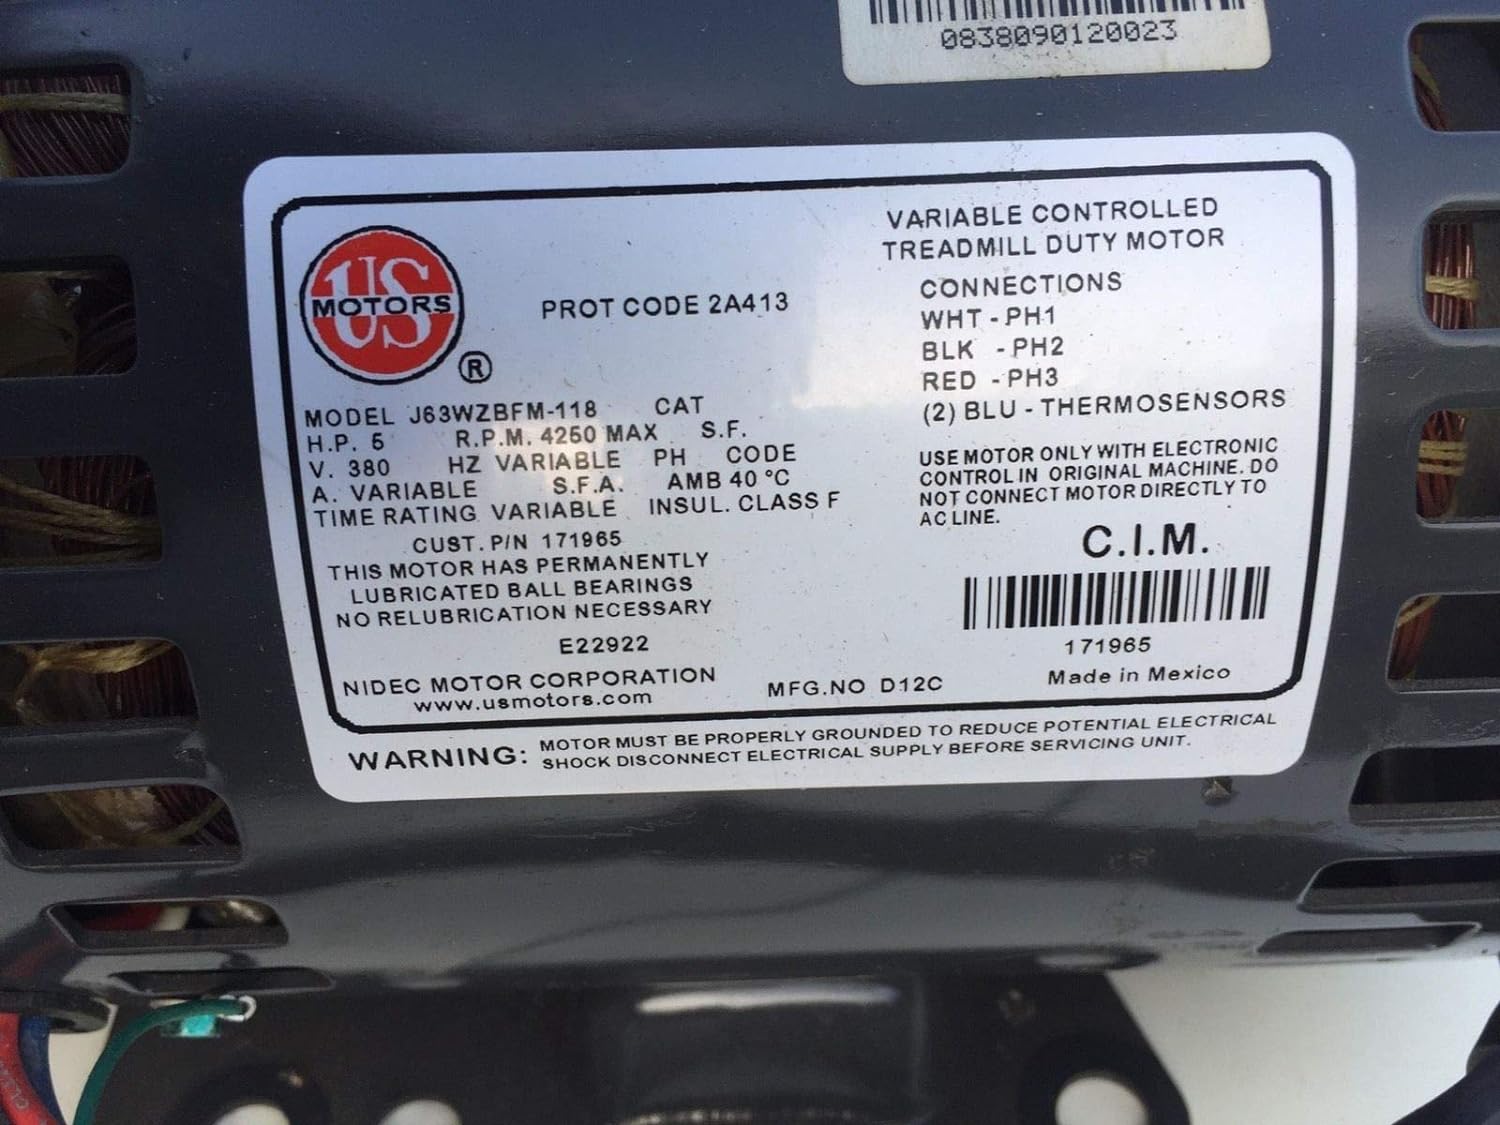 0838090120023
US
MOTORS
®
PROT CODE 2A413
MODEL J63WZBFM-118 CAT
H.P. 5 R.P.M. 4250 MAX S.F.
V. 380 HZ VARIABLE PH CODE
A. VARIABLE S.F.A. AMB 40 °C
TIME RATING VARIABLE INSUL. CLASS F
CUST. P/N 171965
THIS MOTOR HAS PERMANENTLY
LUBRICATED BALL BEARINGS
NO RELUBRICATION NECESSARY
E22922
NIDEC MOTOR CORPORATION
www.usmotors.com
MFG.NO D12C
VARIABLE CONTROLLED
TREADMILL DUTY MOTOR
CONNECTIONS
WHT - PH1
BLK - PH2
RED - PH3
(2) BLU - THERMOSENSORS
USE MOTOR ONLY WITH ELECTRONIC
CONTROL IN ORIGINAL MACHINE. DO
NOT CONNECT MOTOR DIRECTLY TO
AC LINE.
C.I.M.
171965
Made in Mexico
WARNING: MOTOR MUST BE PROPERLY GROUNDED TO REDUCE POTENTIAL ELECTRICAL
SHOCK DISCONNECT ELECTRICAL SUPPLY BEFORE SERVICING UNIT.